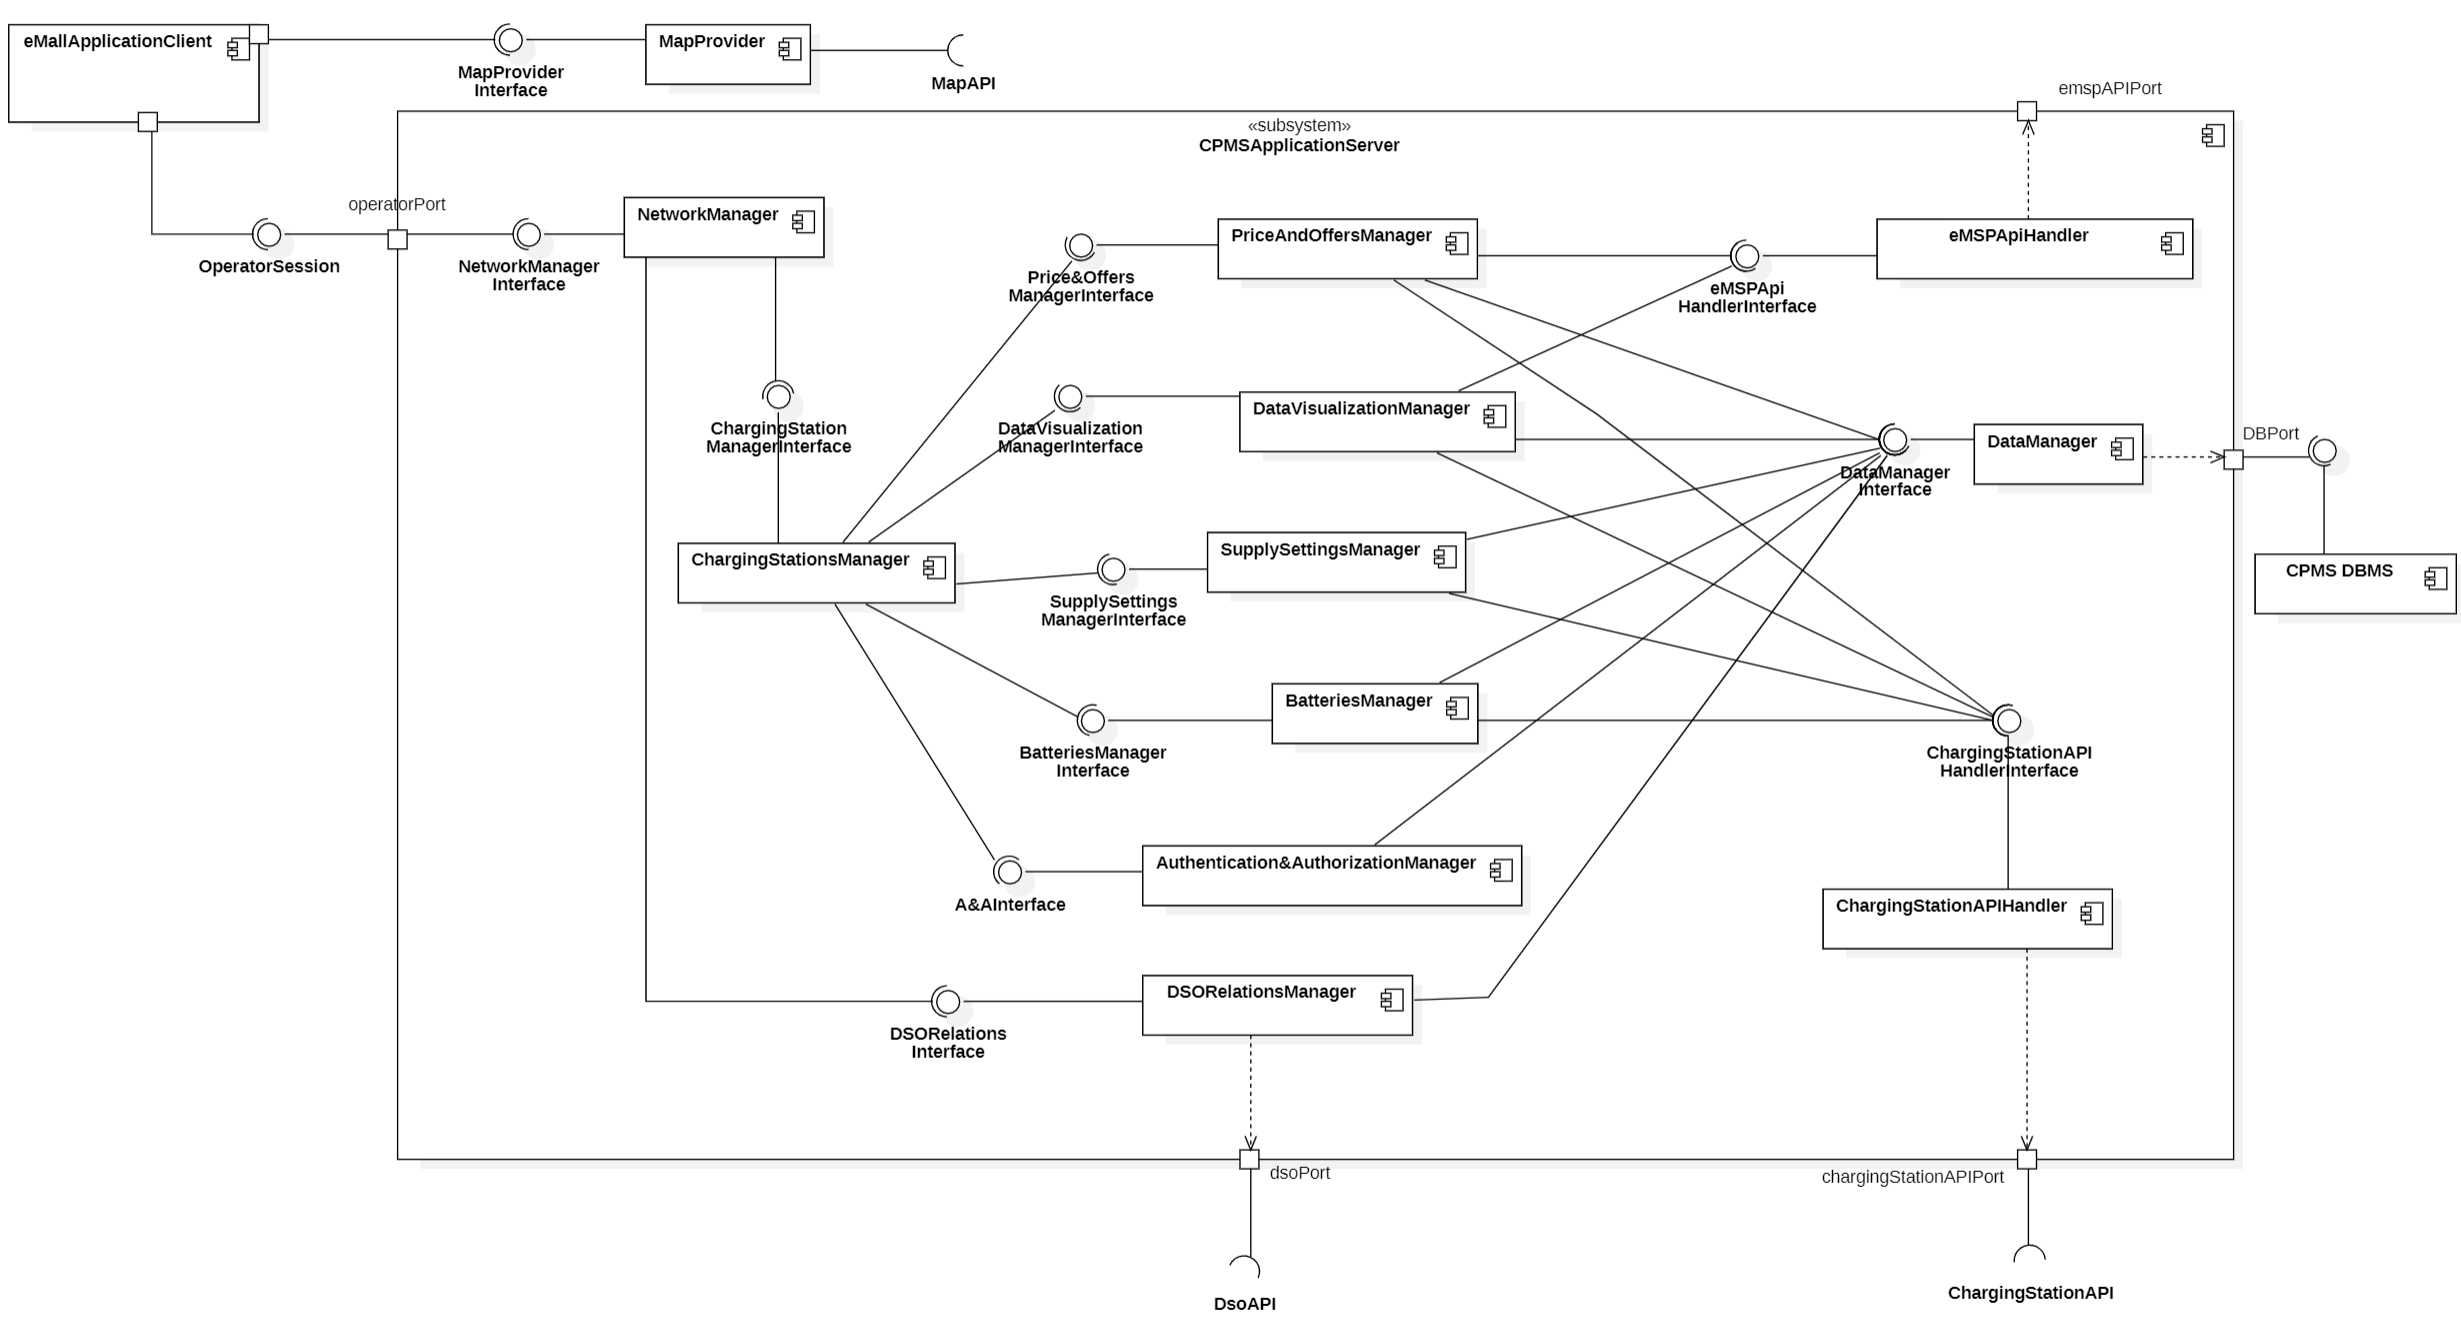 eMallApplicationClient
MapProvider
Interface
MapProvider
MapAPI
emspAPIPort
«subsystem»
CPMSApplicationServer
operatorPort
OperatorSession
NetworkManager
Interface
NetworkManager
Price&Offers
ManagerInterface
PriceAndOffersManager
eMSPApi
HandlerInterface
eMSPApiHandler
ChargingStation
ManagerInterface
DataVisualization
ManagerInterface
DataVisualizationManager
DataManager
Interface
DataManager
DBPort
CPMS DBMS
ChargingStationsManager
SupplySettings
ManagerInterface
SupplySettingsManager
BatteriesManager
Interface
BatteriesManager
ChargingStationAPI
HandlerInterface
A&AInterface
Authentication&AuthorizationManager
ChargingStationAPIHandler
DSORelations
Interface
DSORelationsManager
dsoPort
chargingStationAPIPort
DsoAPI
ChargingStationAPI